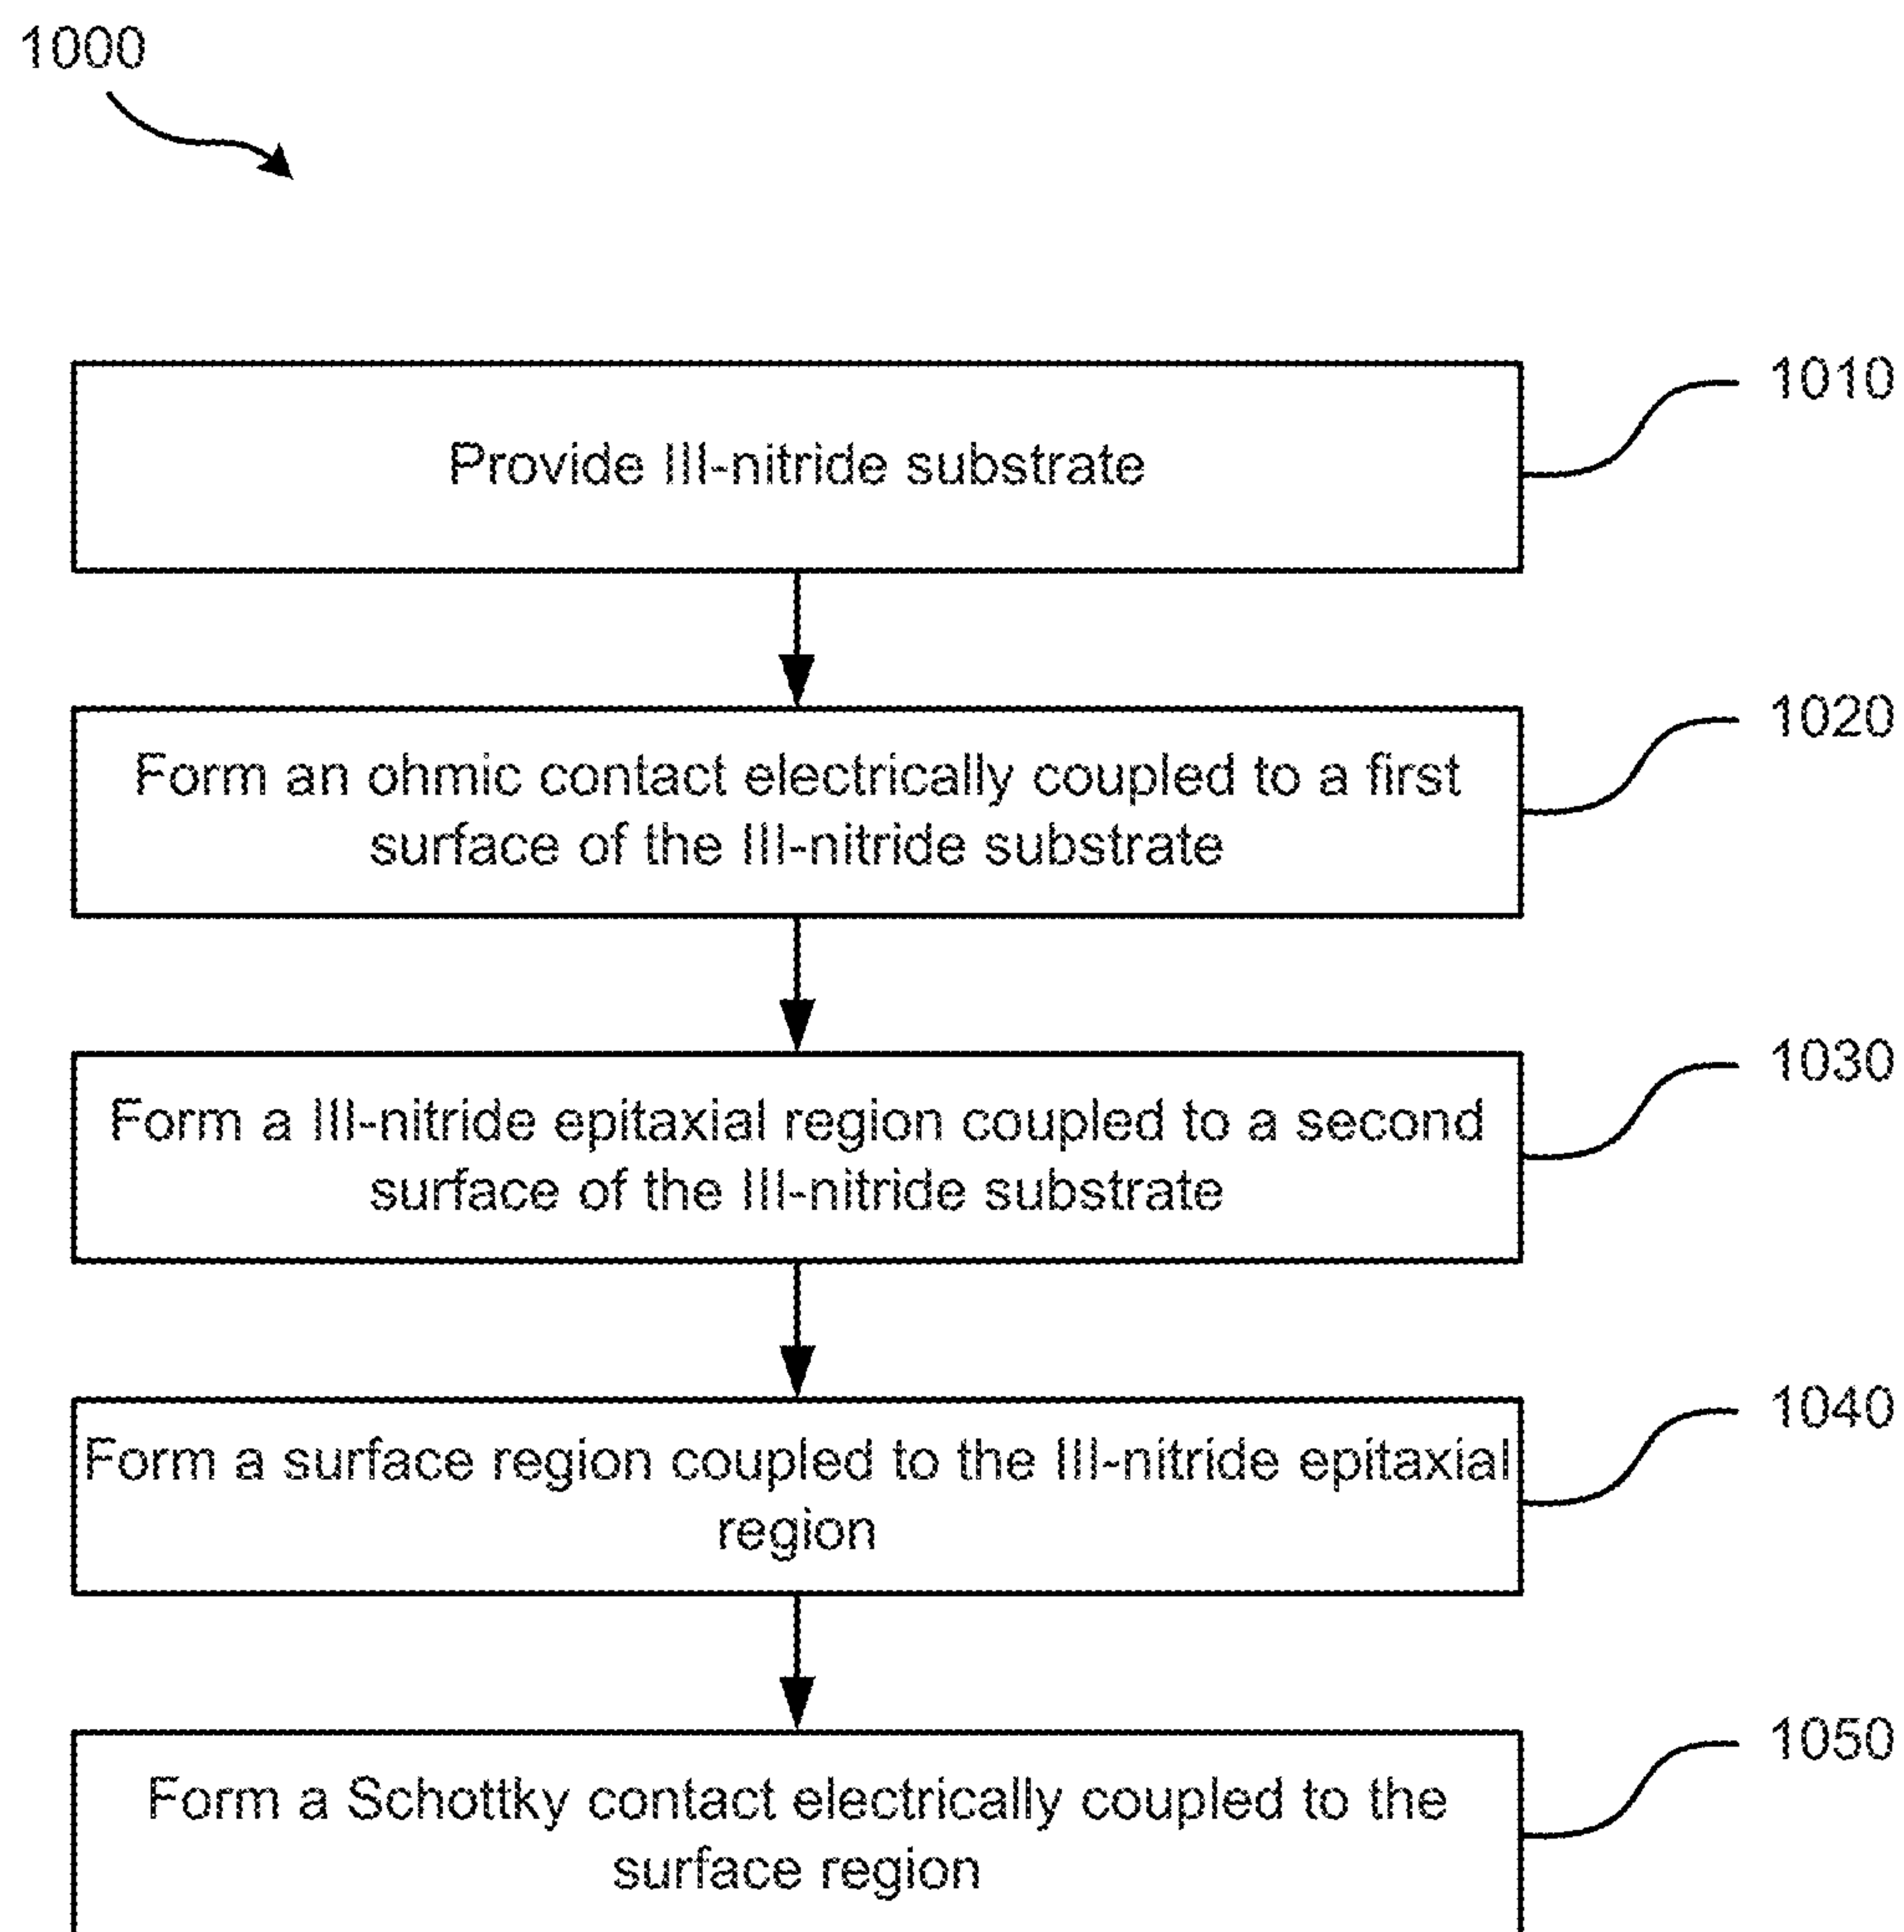 1000
1010
Provide III-nitride substrate
1020
Form an ohmic contact electrically coupled to a first
surface of the III-nitride substrate
1030
Form a III-nitride epitaxial region coupled to a second
surface of the III-nitride substrate
1040
Form a surface region coupled to the III-nitride epitaxial
region
1050
Form a Schottky contact electrically coupled to the
surface region